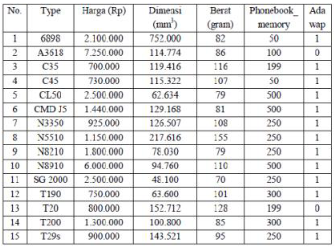 No. Type Harga (Rp) Dimensi (mm³) Berat (gram) Phonebook_memory Ada wap
1 6898 2.100.000 752.000 82 50 1
2 A3618 7.250.000 114.774 86 100 0
3 C35 700.000 119.416 116 199 1
4 C45 730.000 115.322 107 50 1
5 CL50 2.500.000 62.634 79 500 1
6 CMD J5 1.440.000 129.168 81 500 1
7 N3350 925.000 126.507 108 250 1
8 N5510 1.150.000 217.616 155 250 1
9 N8210 1.800.000 78.030 79 250 1
10 N8910 6.000.000 94.760 110 500 1
11 SG 2000 2.500.000 48.100 70 250 1
12 T190 750.000 63.600 101 300 1
13 T20 800.000 152.712 128 199 0
14 T200 1.300.000 100.800 85 300 1
15 T29s 900.000 143.521 95 250 1